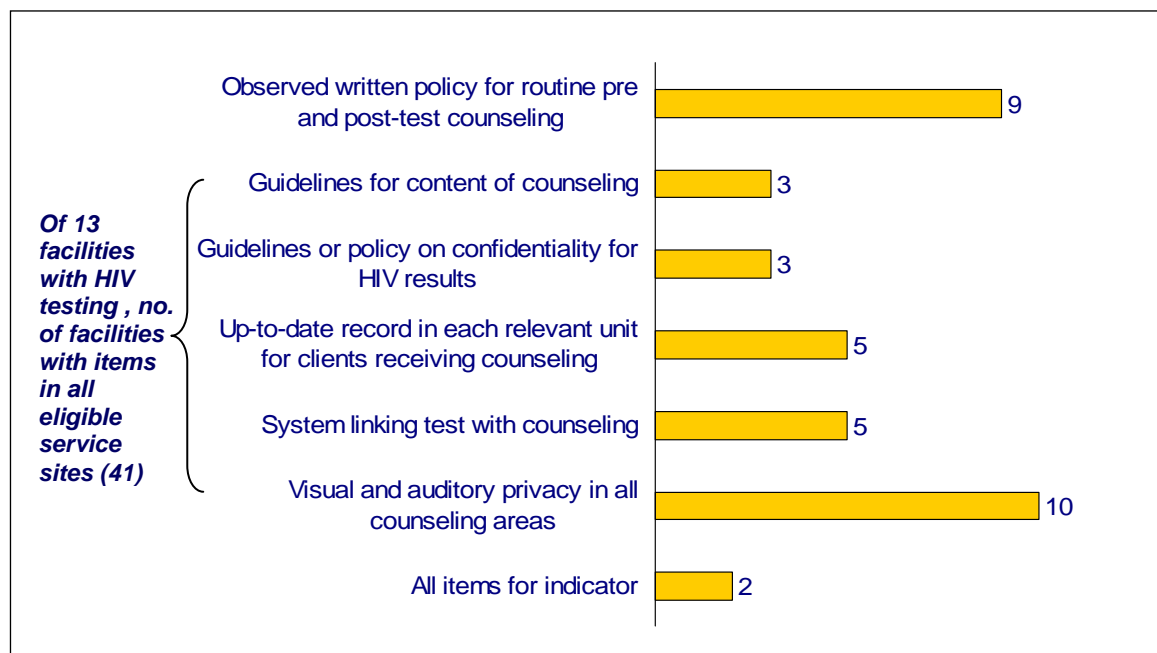 Observed written policy for routine pre
and post-test counseling
9
Guidelines for content of counseling
3
Of 13
facilities
with HIV
testing , no.
of facilities
with items
in all
eligible
service
sites (41)
Guidelines or policy on confidentiality for
HIV results
3
Up-to-date record in each relevant unit
for clients receiving counseling
5
System linking test with counseling
5
Visual and auditory privacy in all
counseling areas
10
All items for indicator
2